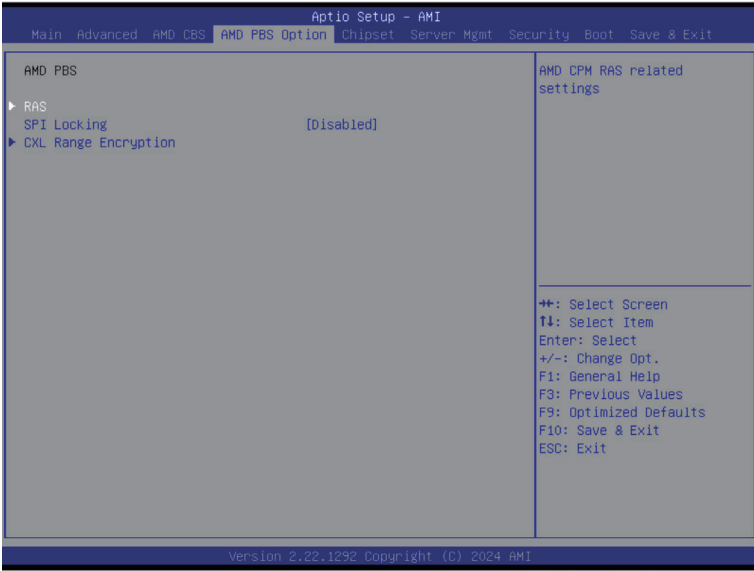 Aptio Setup - AMI
Main Advanced AMD CBS AMD PBS Option Chipset Server Mgmt Security Boot Save & Exit
AMD PBS
RAS
SPI Locking [Disabled]
CXL Range Encryption
AMD CPM RAS related
settings
→←: Select Screen
↑↓: Select Item
Enter: Select
+/-: Change Opt.
F1: General Help
F3: Previous Values
F9: Optimized Defaults
F10: Save & Exit
ESC: Exit
Version 2.22.1292 Copyright (C) 2024 AMI